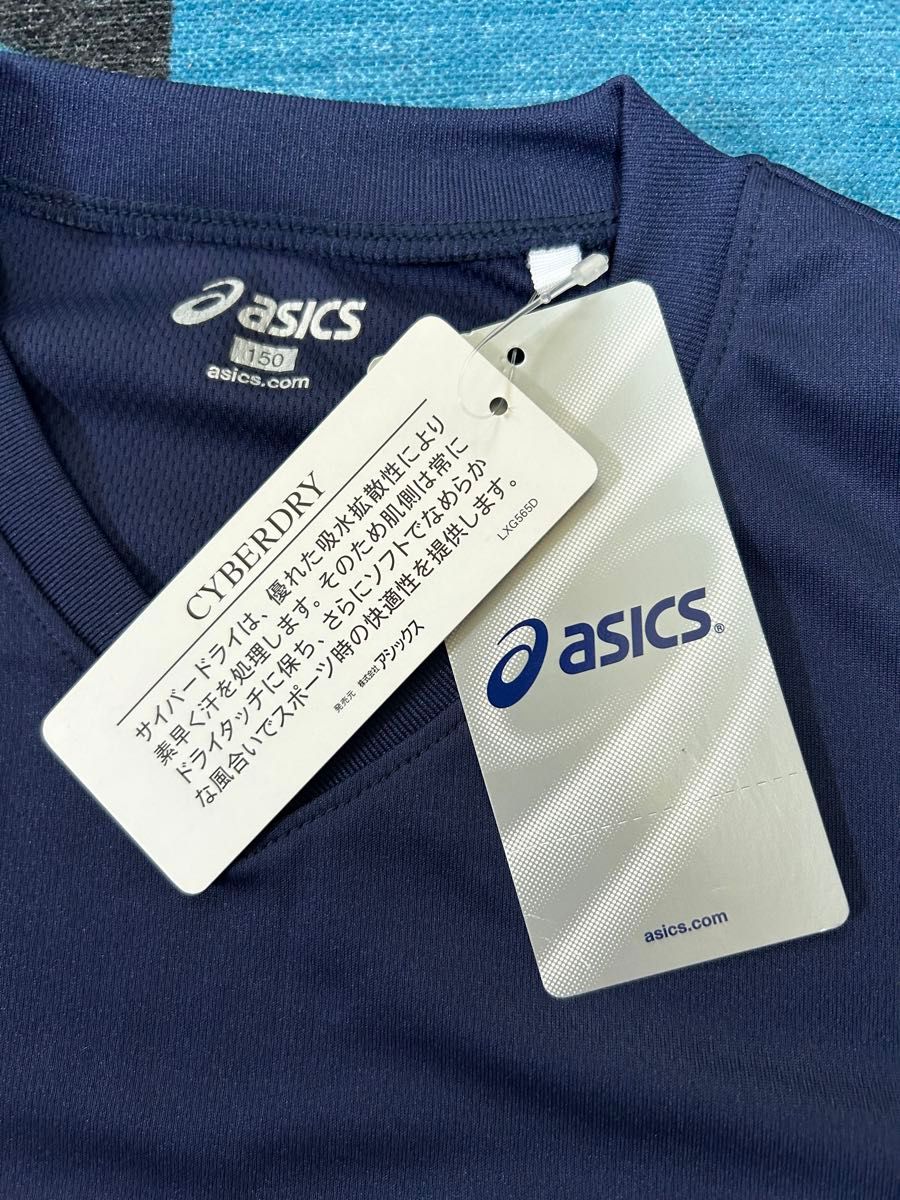 asics
150
asics.com
CYBERDRY
サイバードライは、優れた吸水拡散性により
素早く汗を処理します。そのため肌側は常に
ドライタッチに保ち、さらにソフトでなめらか
な風合いでスポーツ時の快適性を提供します。
発売元 株式会社 アシックス
LXG565D
asics®
asics.com